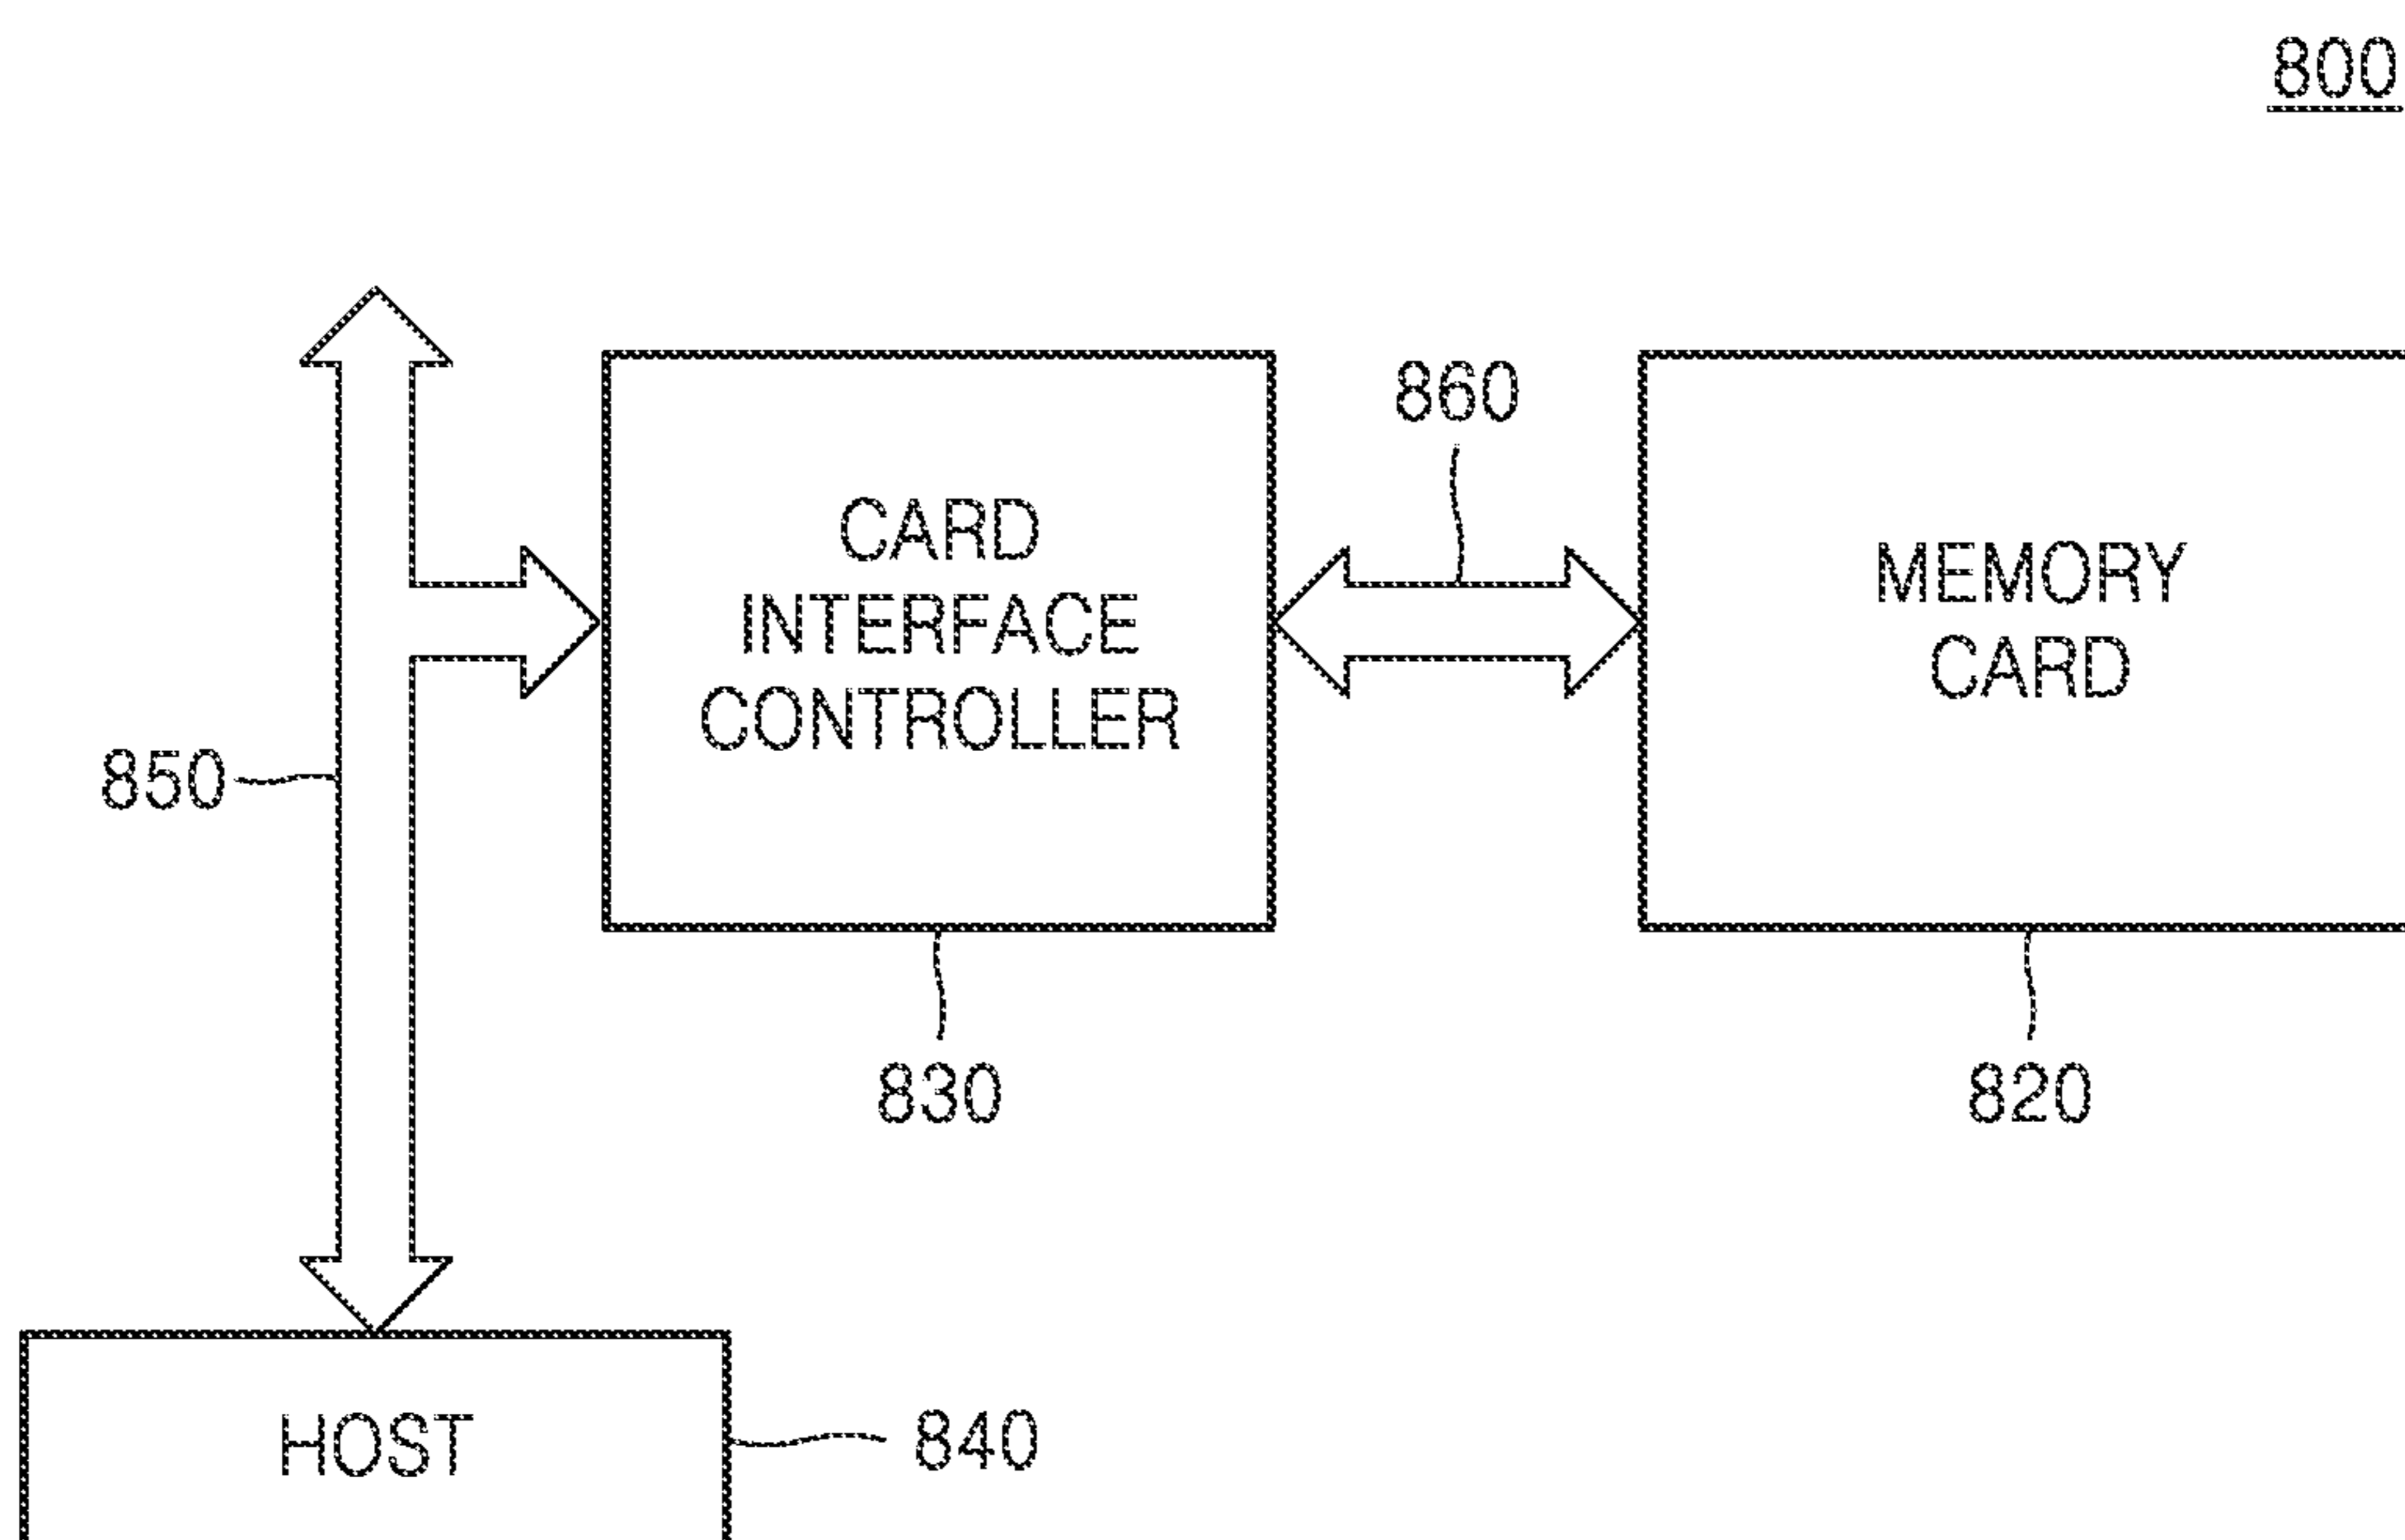 800
860
CARD
INTERFACE
CONTROLLER
MEMORY
CARD
850
830
820
HOST
840